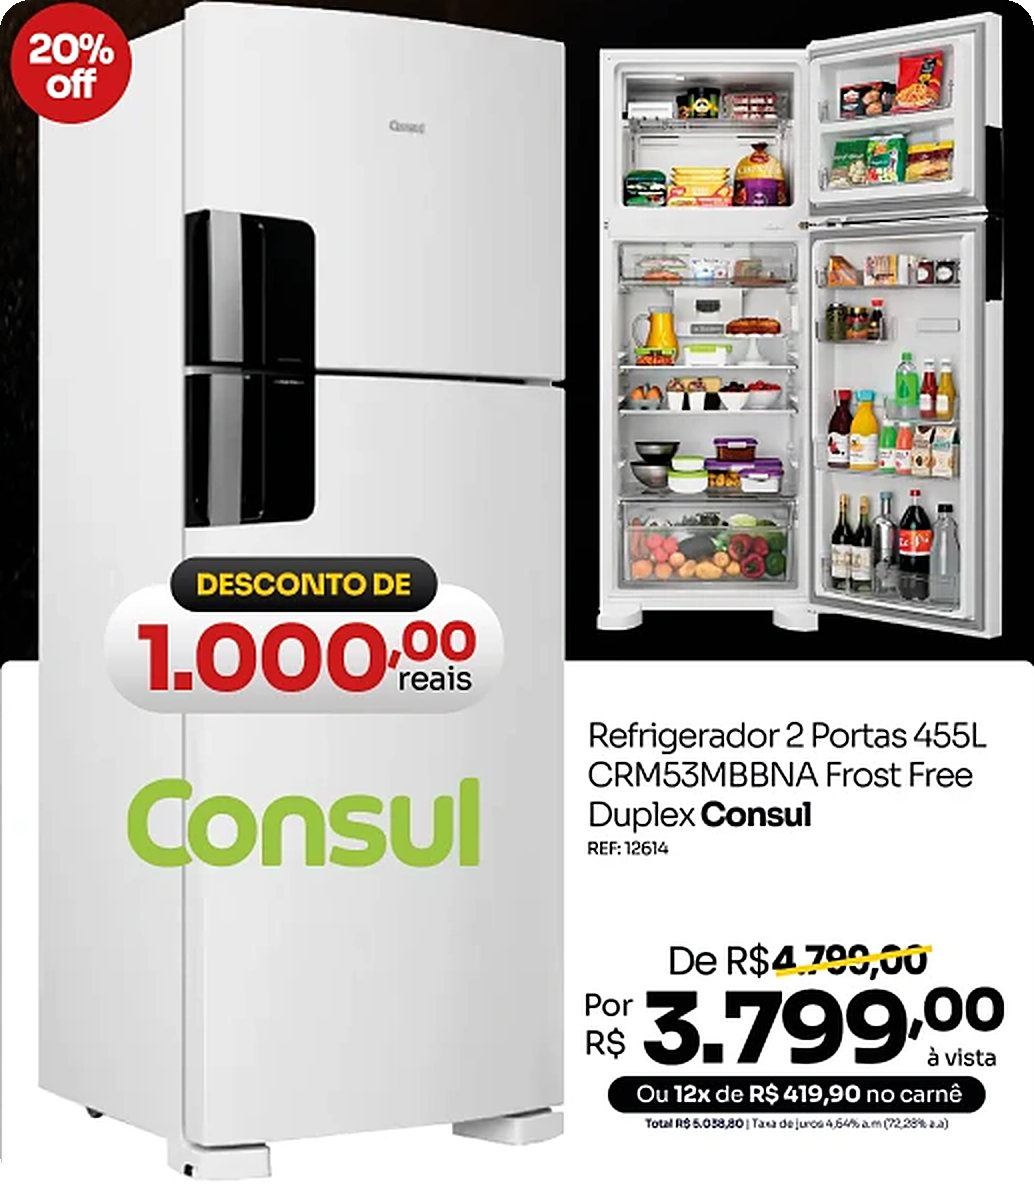 20%
off
Consul
DESCONTO DE
1.000,00
reais
Consul
Refrigerador 2 Portas 455L
CRM53MBBNA Frost Free
Duplex Consul
REF: 12614
De R$4.799,00
Por
R$ 3.799,00
à vista
Ou 12x de R$ 419,90 no carnê
Total R$ 5.038,80 | Taxa de juros 4,64% a.m (72,28% a.a)